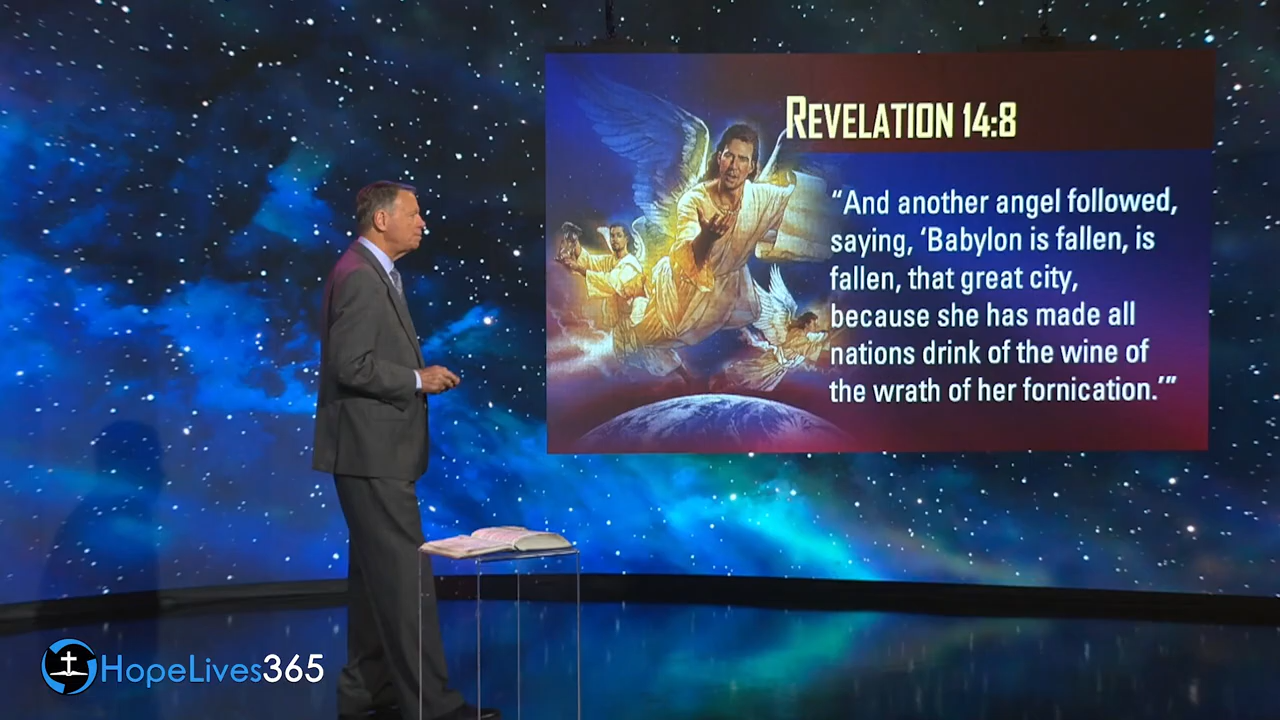 REVELATION 14:8
“And another angel followed,
saying, ‘Babylon is fallen, is
fallen, that great city,
because she has made all
nations drink of the wine of
the wrath of her fornication.’”
HopeLives365